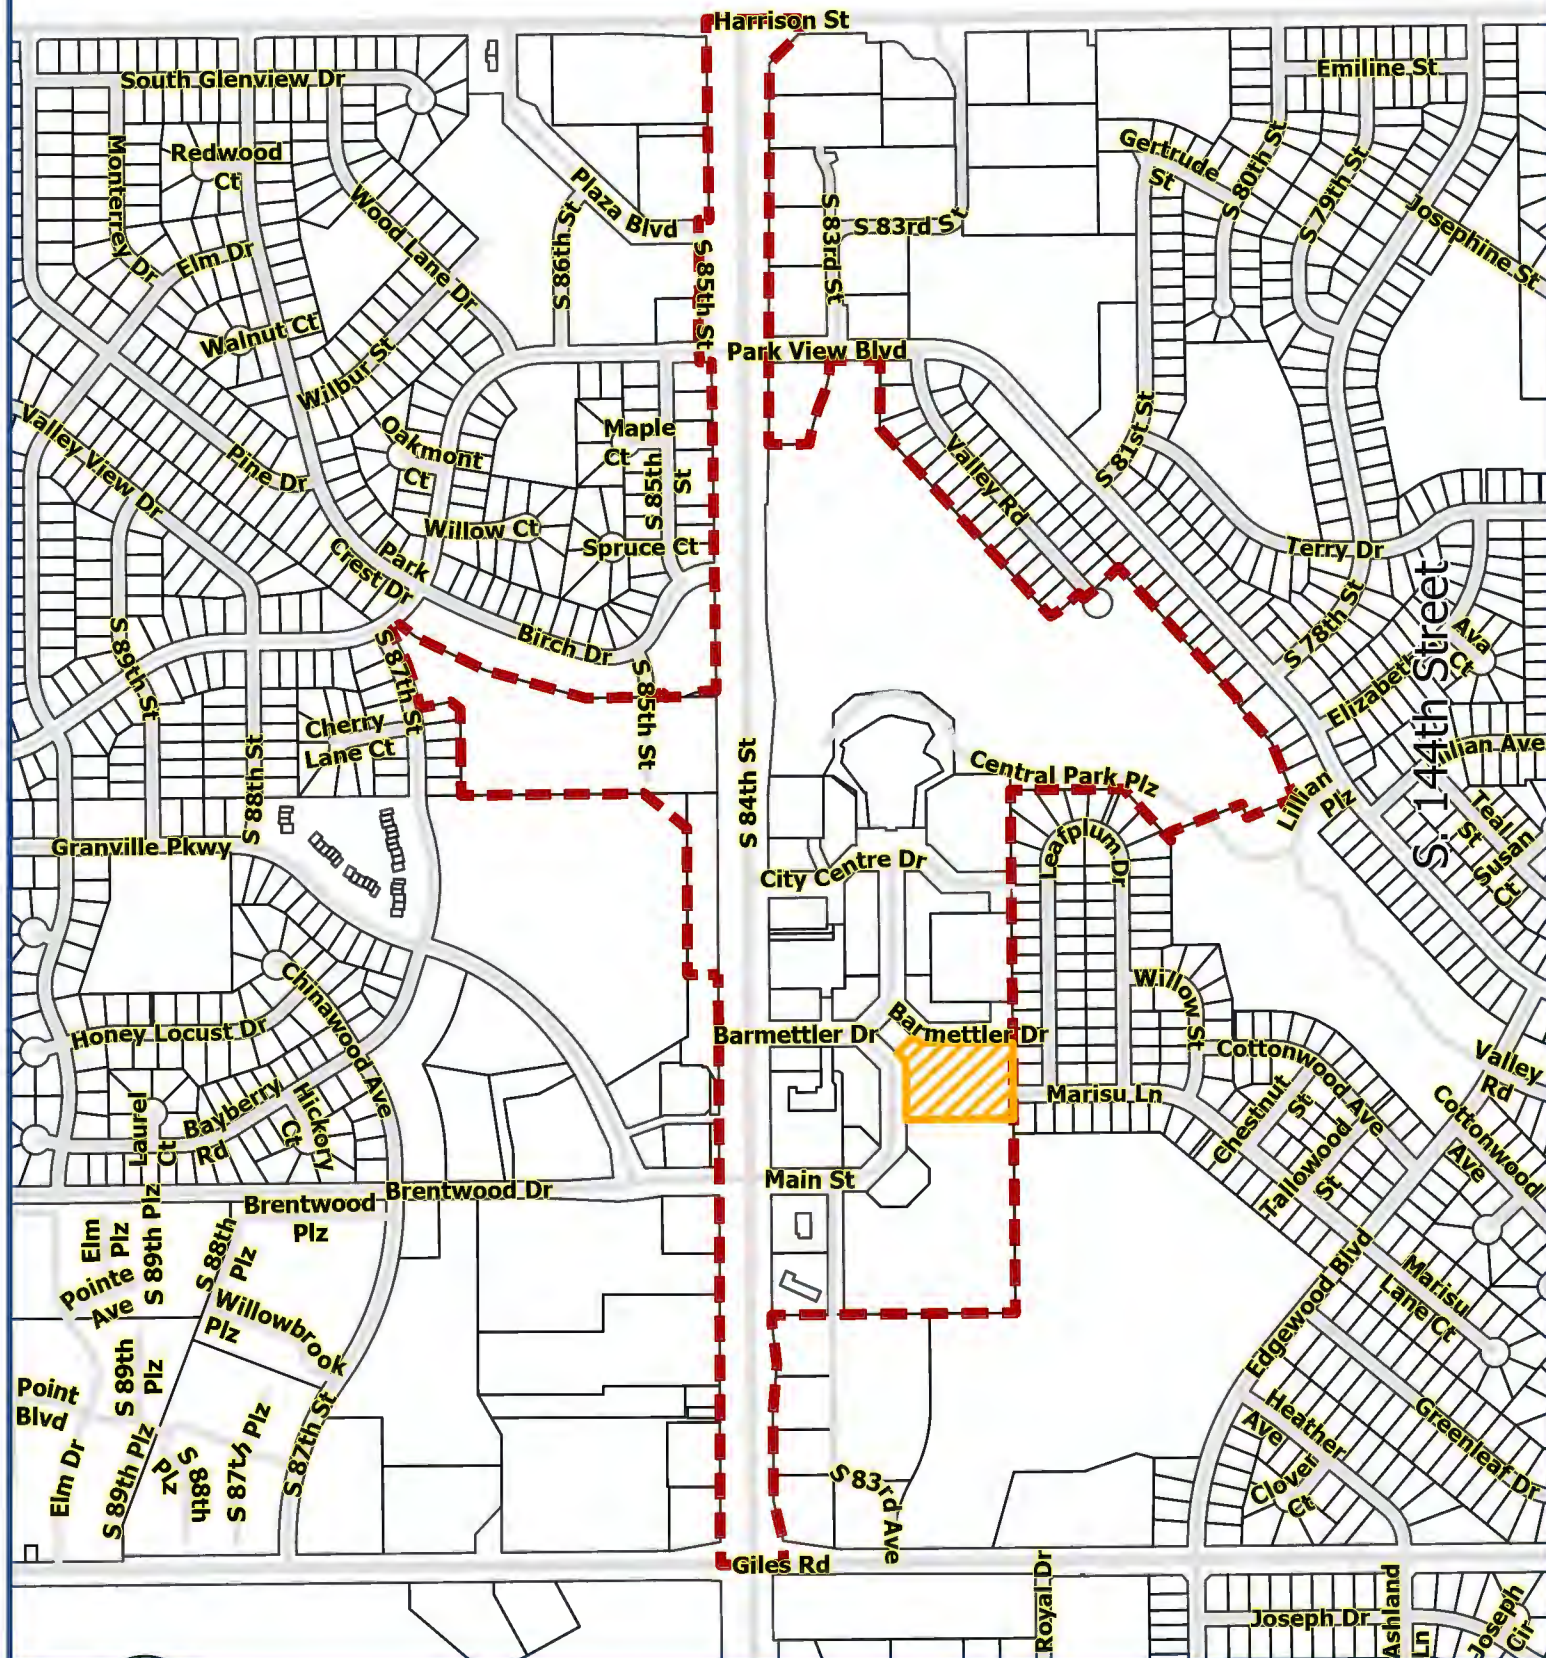 Harrison St
South Glenview Dr
Emiline St
Monterrey Dr
Redwood
Ct
Gertrude
St
S 80th St
S 79th St
Plaza Blvd
Wood Lane Dr
S 86th St
S 83rd St
S 83rd St
Josephine St
Elm Dr
S 85th St
Walnut Ct
Wilbur St
Park View Blvd
Valley View Dr
Pine Dr
Oakmont
Ct
Maple
Ct
S 85th
St
Valley Rd
S 81st St
Willow Ct
Spruce Ct
Terry Dr
Park
Crest Dr
Birch Dr
S 78th St
Ava
Ct
Elizabeth
S. 144th Street
S 89th St
S 87th St
S 85th St
Cherry
Lane Ct
S 88th St
S 84th St
Central Park Plz
Lillian
Plz
lian Ave
Teal
St
Susan
Ct
Granville Pkwy
City Centre Dr
Leafplum Dr
Chinawood Ave
Willow St
Honey Locust Dr
Barmettler Dr
Barmettler Dr
Cottonwood Ave
Valley
Rd
Marisu Ln
Chestnut
St
Tallowood
St
Cottonwood
Ave
Laurel
Ct
Bayberry
Rd
Hickory
Ct
Main St
Brentwood Dr
Brentwood
Plz
Elm
Plz
S 89th Plz
S 88th
Plz
Pointe
Ave
Willowbrook
Plz
Edgewood Blvd
Marisu
Lane Ct
S 89th
Plz
Point
Blvd
Elm Dr
S 89th Plz
S 88th
Plz
S 87th Plz
S 87th St
S 83rd Ave
Heather
Ave
Clover
Ct
Greenleaf Dr
Giles Rd
Royal Dr
Joseph Dr
Ashland
Ln
Joseph
Cir